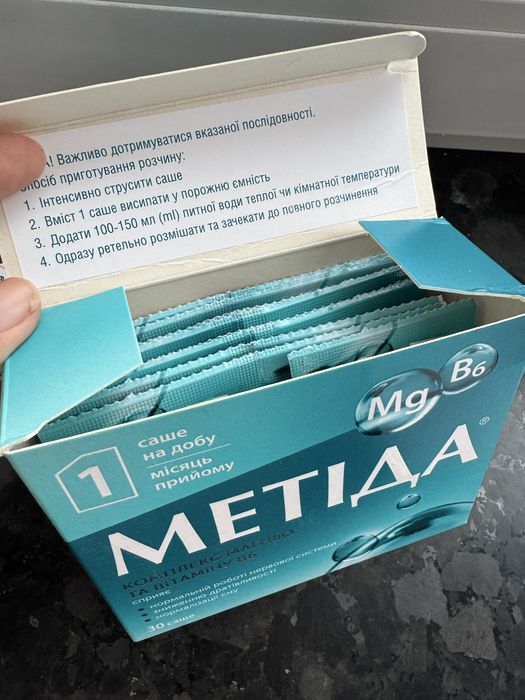 Важливо дотримуватися вказаної послідовності.
приготування розчину:
1. Інтенсивно струсити саше
2. Вміст 1 саше висипати у порожню ємність
3. Додати 100-150 мл (ml) питної води теплої чи кімнатної температури
4. Одразу ретельно розмішати та зачекати до повного розчинення
Mg B6
1 саше
на добу
місяць
прийому
МЕТІДА®
КОМПЛЕКС МАГНІЮ
ТА ВІТАМІНУ В6
сприяє
• нормальній роботі нервової системи
• зниженню дратівливості
• нормалізації сну
30 саше